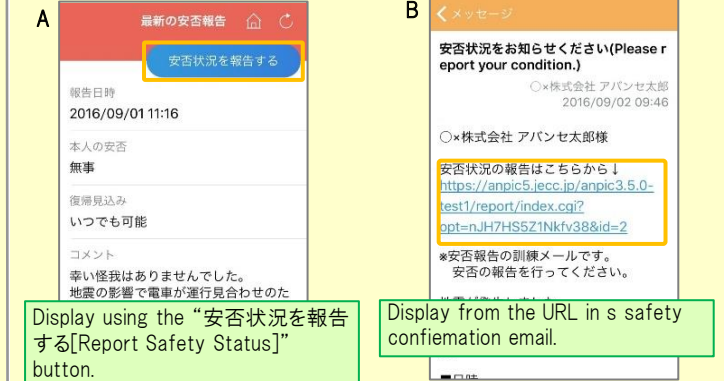 A
最新の安否報告
安否状況を報告する
報告日時
2016/09/01 11:16
本人の安否
無事
復帰見込み
いつでも可能
コメント
幸い怪我はありませんでした。
地震の影響で電車が運行見合わせのた
Display using the “安否状況を報告
する[Report Safety Status]”
button.
B
メッセージ
安否状況をお知らせください(Please r
eport your condition.)
○×株式会社 アバンセ太郎
2016/09/02 09:46
○×株式会社 アバンセ太郎様
安否状況の報告はこちらから↓
https://anpic5.jecc.jp/anpic3.5.0-
test1/report/index.cgi?
opt=nJH7HS5Z1Nkfv38&id=2
※安否報告の訓練メールです。
安否の報告を行ってください。
Display from the URL in s safety
confiemation email.
■日時